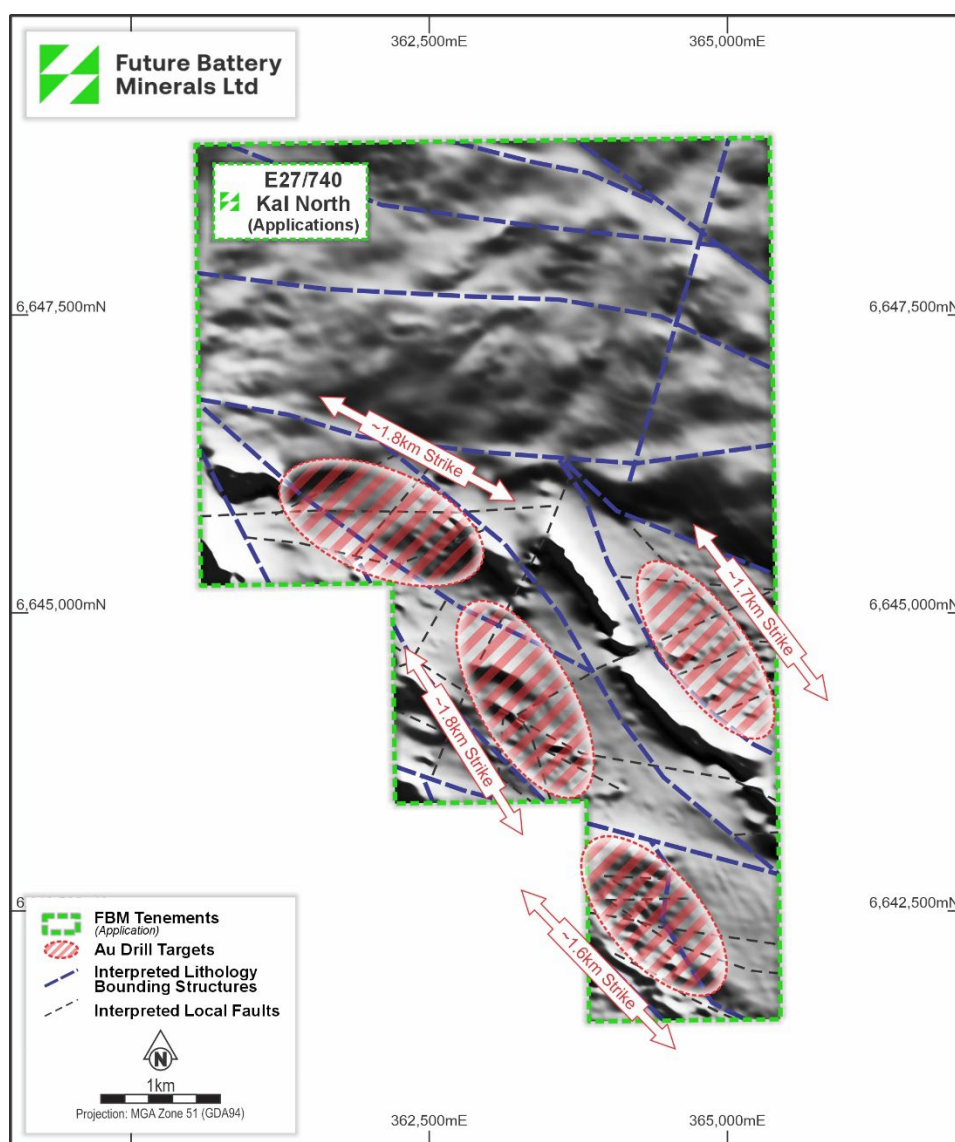 362,500mE
365,000mE
Future Battery
Minerals Ltd
E27/740
Kal North
(Applications)
6,647,500mN
6,647,500mN
~1.8km Strike
6,645,000mN
6,645,000mN
~1.7km Strike
~1.8km Strike
6,642,500mN
~1.6km Strike
FBM Tenements
(Application)
Au Drill Targets
Interpreted Lithology
Bounding Structures
Interpreted Local Faults
N
1km
Projection: MGA Zone 51 (GDA94)
362,500mE
365,000mE